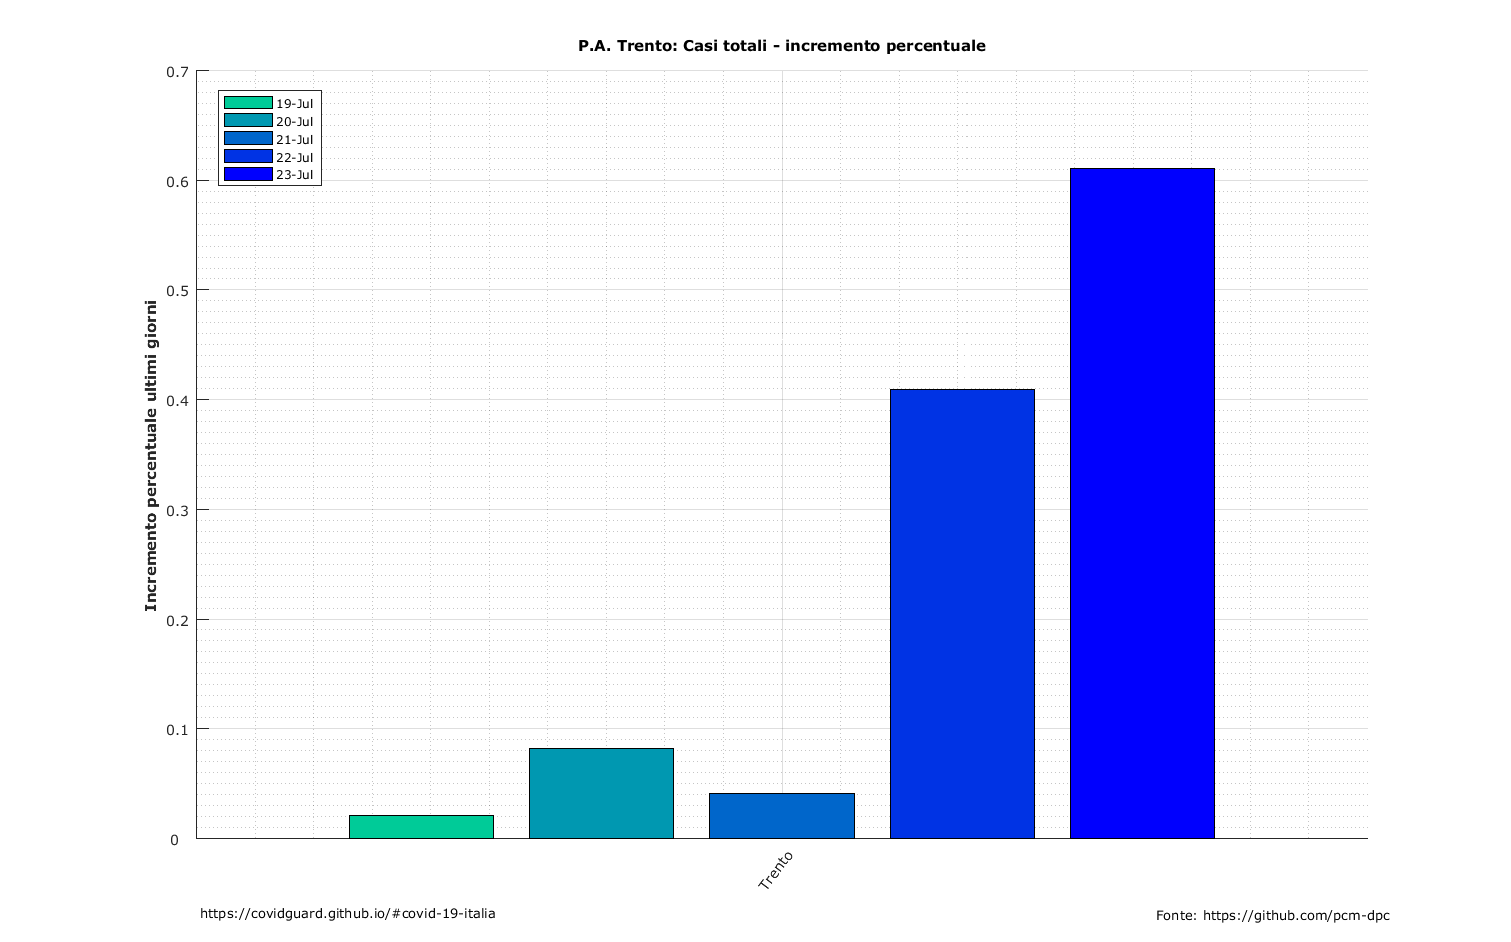 P.A. Trento: Casi totali - incremento percentuale
0.7
0.6
0.5
0.4
0.3
0.2
0.1
0
Incremento percentuale ultimi giorni
19-Jul
20-Jul
21-Jul
22-Jul
23-Jul
Trento
https://covidguard.github.io/#covid-19-italia
Fonte: https://github.com/pcm-dpc